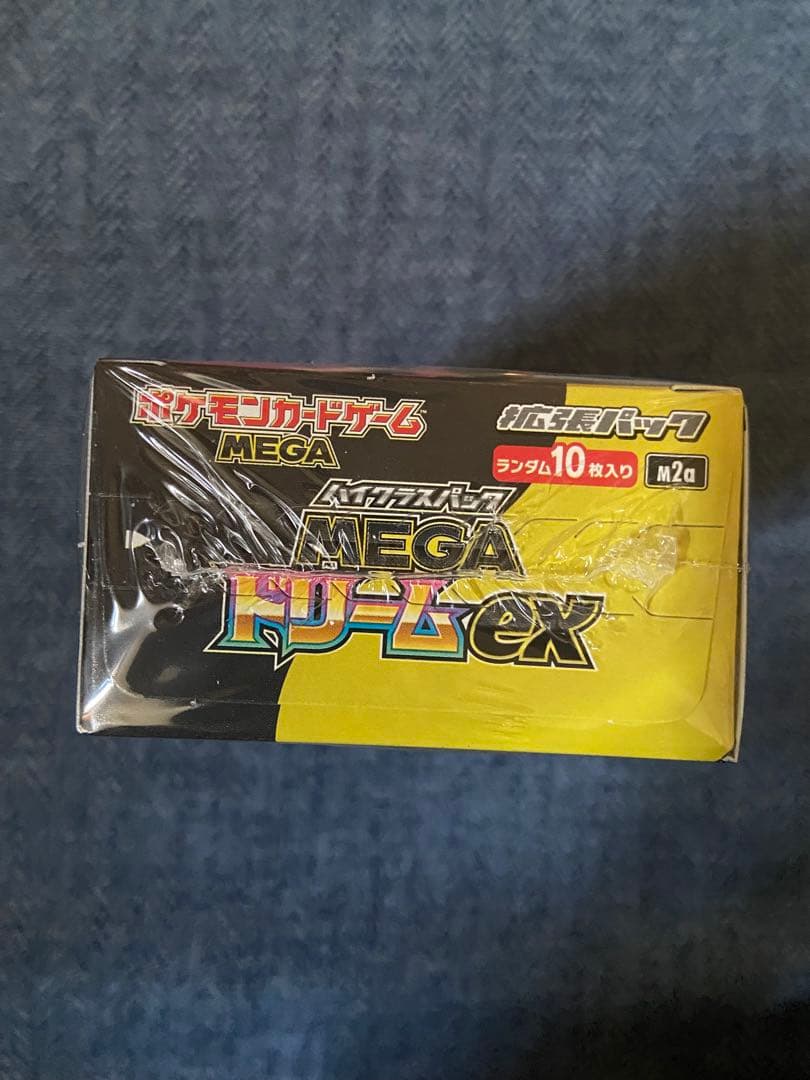 ポケモンカードゲーム™
MEGA
拡張パック
ランダム10枚入り
M2a
ハイクラスパック
MEGA
ドリームex